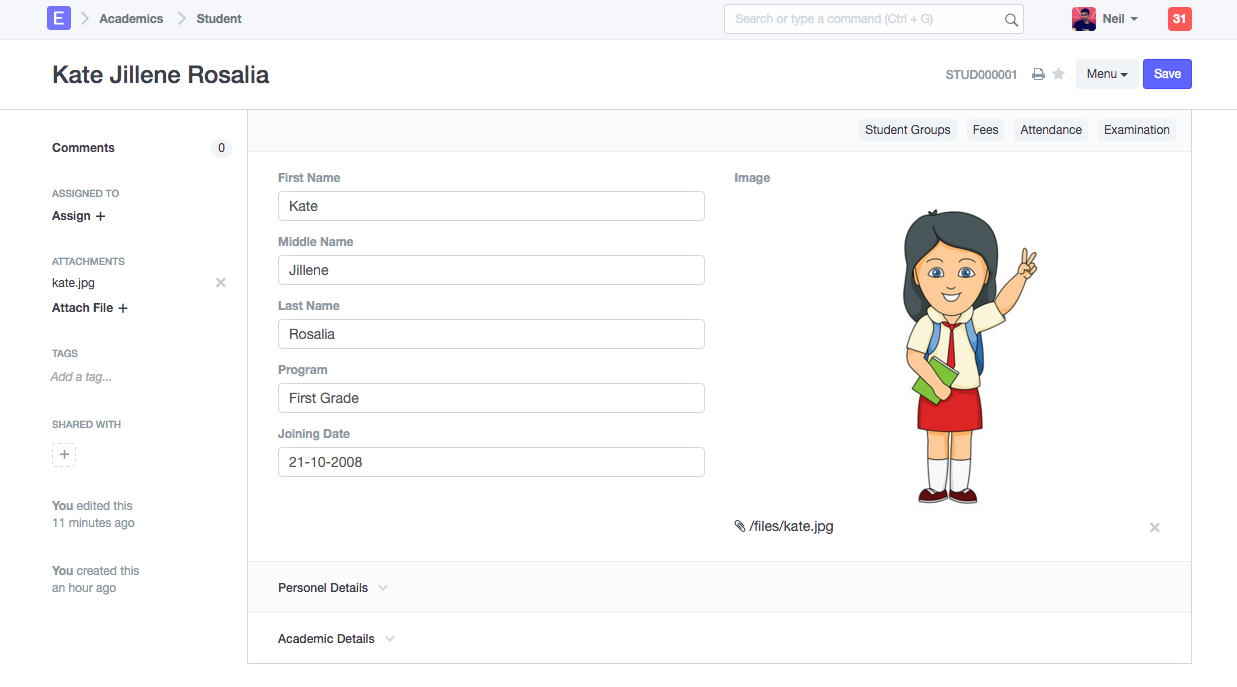 E Academics Student Search or type a command (Ctrl + G) Neil 31
Kate Jillene Rosalia STUD000001 Menu Save
Comments 0
ASSIGNED TO
Assign +
ATTACHMENTS
kate.jpg
Attach File +
TAGS
Add a tag...
SHARED WITH
+
You edited this
11 minutes ago
You created this
an hour ago
Student Groups Fees Attendance Examination
First Name
Kate
Middle Name
Jillene
Last Name
Rosalia
Program
First Grade
Joining Date
21-10-2008
Image
/files/kate.jpg
Personel Details
Academic Details